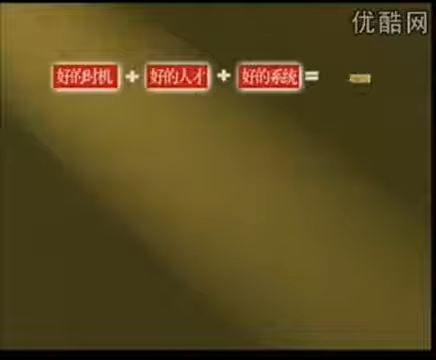 优酷网
好的时机 + 好的人才 + 好的系统 =